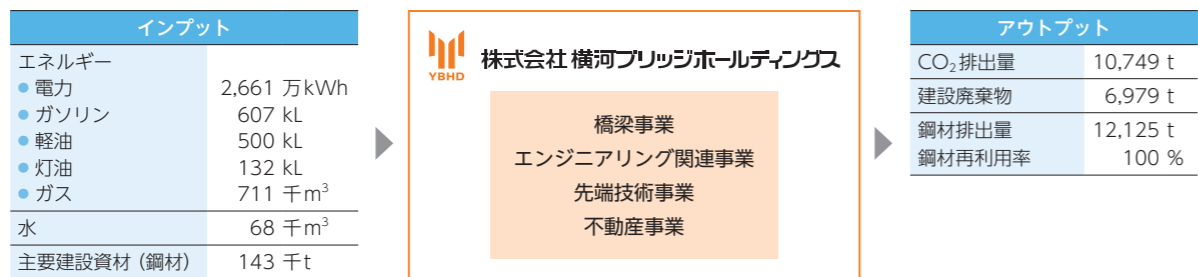 インプット
エネルギー
● 電力 2,661 万kWh
● ガソリン 607 kL
● 軽油 500 kL
● 灯油 132 kL
● ガス 711 千m³
水 68 千m³
主要建設資材（鋼材） 143 千t
YBHD
株式会社 横河ブリッジホールディングス
橋梁事業
エンジニアリング関連事業
先端技術事業
不動産事業
アウトプット
CO₂排出量 10,749 t
建設廃棄物 6,979 t
鋼材排出量 12,125 t
鋼材再利用率 100 %